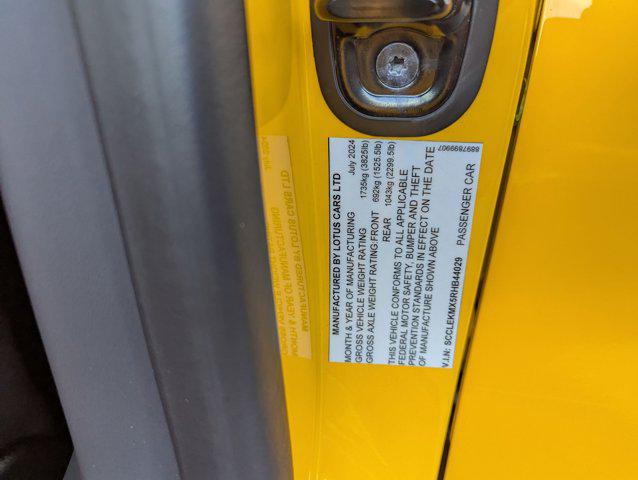 MANUFACTURED BY LOTUS CARS LTD
MONTH & YEAR OF MANUFACTURING July 2024
GROSS VEHICLE WEIGHT RATING 1735kg (3825lb)
GROSS AXLE WEIGHT RATING:FRONT 692kg (1525.5lb)
REAR 1043kg (2299.5lb)
THIS VEHICLE CONFORMS TO ALL APPLICABLE
FEDERAL MOTOR SAFETY, BUMPER AND THEFT
PREVENTION STANDARDS IN EFFECT ON THE DATE
OF MANUFACTURE SHOWN ABOVE
V.I.N: SCCLEKMX5RHB44029 PASSENGER CAR
8897899907